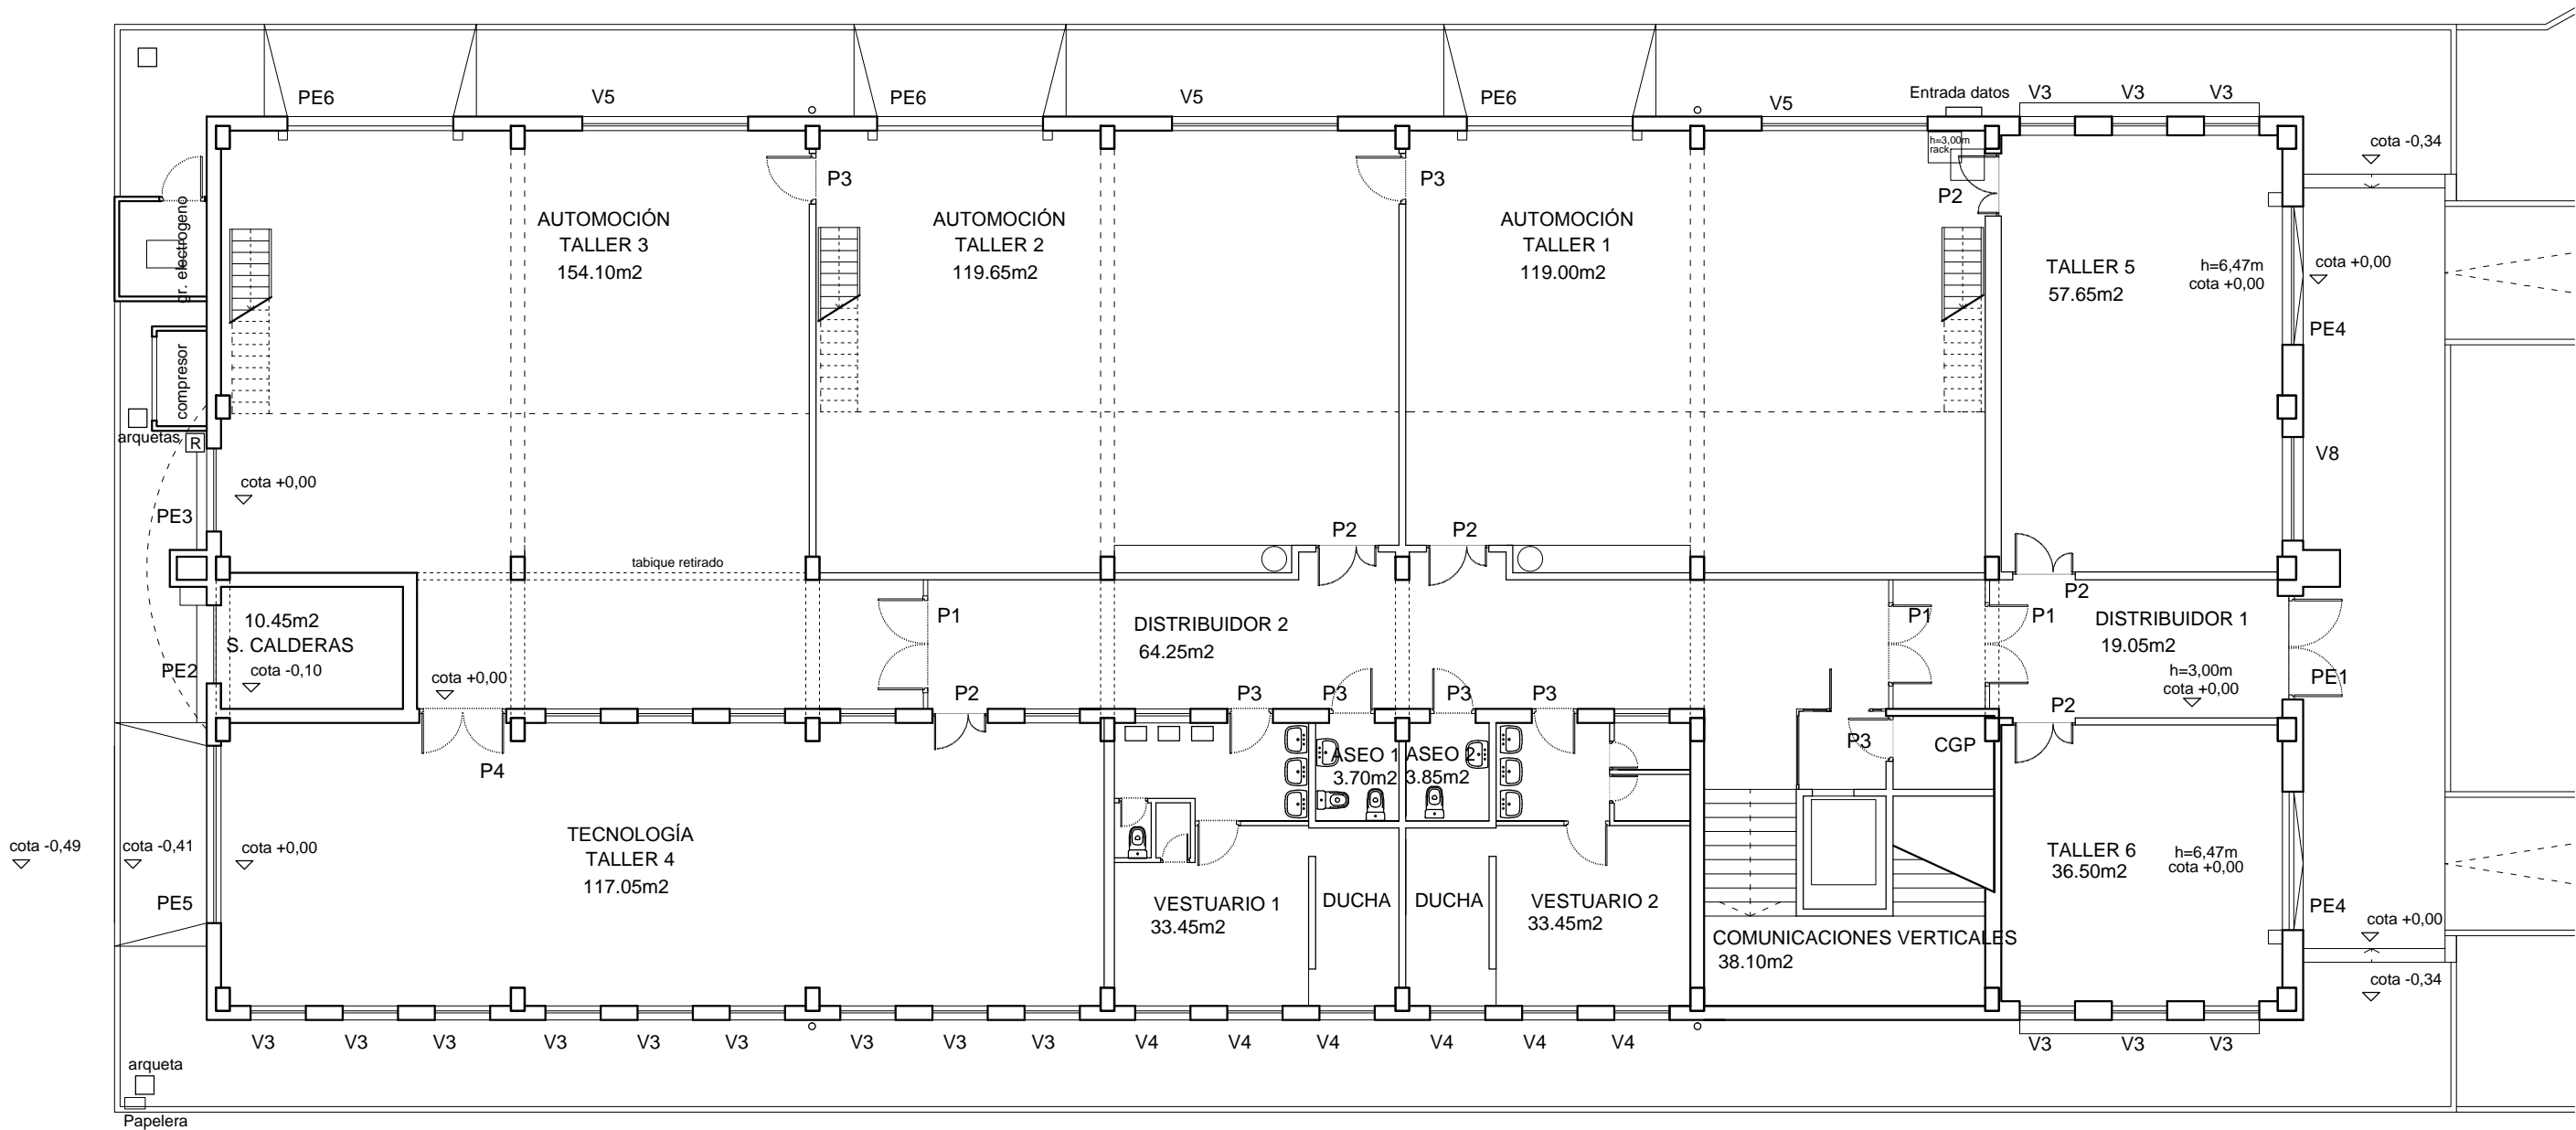 PE6
V5
PE6
V5
PE6
V5
Entrada datos
V3
V3
V3
cota -0,34
h=3,00m
rack
P3
P3
P2
gr. electrogeno
AUTOMOCIÓN
TALLER 3
154.10m2
AUTOMOCIÓN
TALLER 2
119.65m2
AUTOMOCIÓN
TALLER 1
119.00m2
TALLER 5
57.65m2
h=6,47m
cota +0,00
cota +0,00
PE4
compresor
arquetas
R
V8
cota +0,00
PE3
P2
P2
tabique retirado
P2
10.45m2
S. CALDERAS
cota -0,10
PE2
cota +0,00
P1
DISTRIBUIDOR 2
64.25m2
P1
P1
DISTRIBUIDOR 1
19.05m2
h=3,00m
cota +0,00
PE1
P2
P3
P3
P3
P3
P2
P4
P3
CGP
ASEO 1
3.70m2
ASEO 2
3.85m2
TECNOLOGÍA
TALLER 4
117.05m2
cota -0,49
cota -0,41
cota +0,00
PE5
VESTUARIO 1
33.45m2
DUCHA
DUCHA
VESTUARIO 2
33.45m2
COMUNICACIONES VERTICALES
38.10m2
TALLER 6
36.50m2
h=6,47m
cota +0,00
PE4
cota +0,00
cota -0,34
V3
V3
V3
V3
V3
V3
V3
V3
V3
V4
V4
V4
V4
V4
V4
V3
V3
V3
arqueta
Papelera